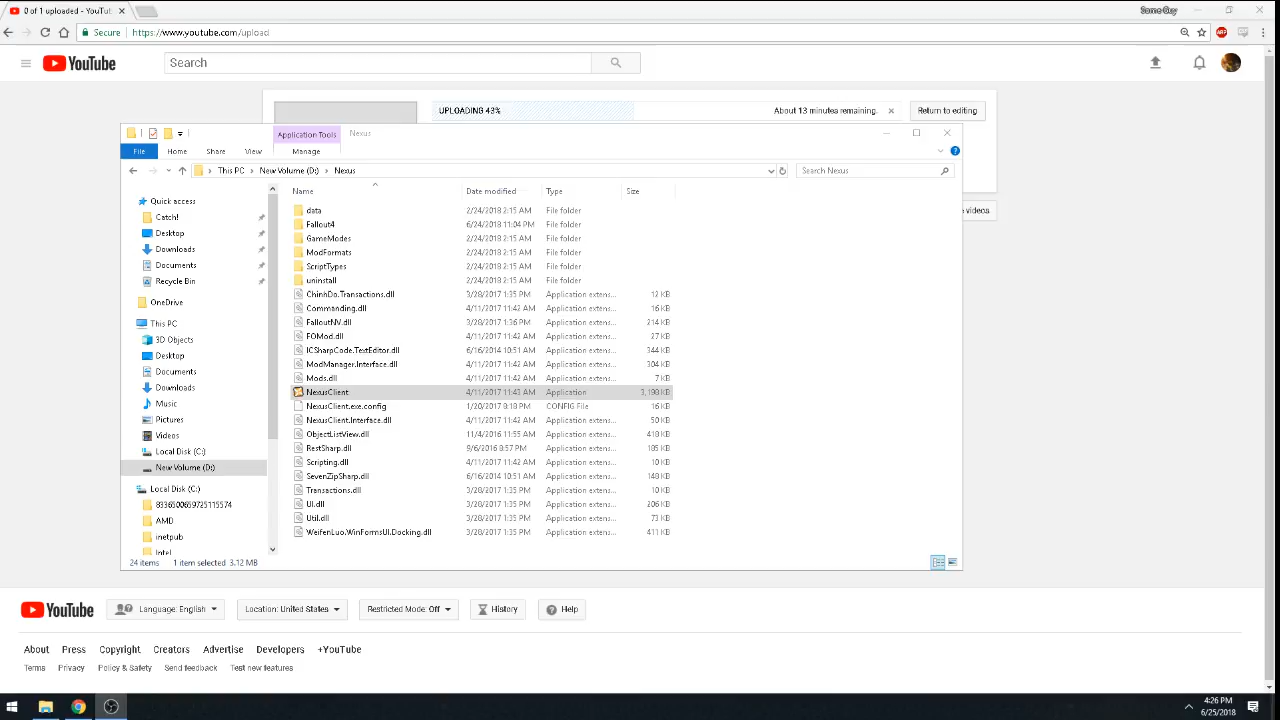 0 of 1 uploaded - YouTu
Some Guy
Secure https://www.youtube.com/upload
ABP
YouTube
Search
UPLOADING 43%
About 13 minutes remaining.
Return to editing
Application Tools
Nexus
File Home Share View Manage
This PC New Volume (D:) Nexus
Search Nexus
Name Date modified Type Size
Quick access
Catch!
Desktop
Downloads
Documents
Recycle Bin
OneDrive
This PC
3D Objects
Desktop
Documents
Downloads
Music
Pictures
Videos
Local Disk (C:)
New Volume (D:)
Local Disk (C:)
8336500659725115574
AMD
inetpub
Intel
data 2/24/2018 2:15 AM File folder
Fallout4 6/24/2018 11:04 PM File folder
GameModes 2/24/2018 2:15 AM File folder
ModFormats 2/24/2018 2:15 AM File folder
ScriptTypes 2/24/2018 2:15 AM File folder
uninstall 2/24/2018 2:15 AM File folder
ChinhDo.Transactions.dll 3/28/2017 1:35 PM Application extens... 12 KB
Commanding.dll 4/11/2017 11:42 AM Application extens... 16 KB
FalloutNV.dll 3/28/2017 1:36 PM Application extens... 214 KB
FOMod.dll 4/11/2017 11:42 AM Application extens... 27 KB
ICSharpCode.TextEditor.dll 6/16/2014 10:51 AM Application extens... 344 KB
ModManager.Interface.dll 4/11/2017 11:42 AM Application extens... 304 KB
Mods.dll 4/11/2017 11:42 AM Application extens... 7 KB
NexusClient 4/11/2017 11:43 AM Application 3,198 KB
NexusClient.exe.config 1/20/2017 8:18 PM CONFIG File 16 KB
NexusClient.Interface.dll 4/11/2017 11:42 AM Application extens... 50 KB
ObjectListView.dll 11/4/2016 11:55 AM Application extens... 418 KB
RestSharp.dll 9/6/2016 8:57 PM Application extens... 185 KB
Scripting.dll 4/11/2017 11:42 AM Application extens... 10 KB
SevenZipSharp.dll 6/16/2014 10:51 AM Application extens... 148 KB
Transactions.dll 3/28/2017 1:35 PM Application extens... 10 KB
UI.dll 3/28/2017 1:35 PM Application extens... 206 KB
Util.dll 3/28/2017 1:35 PM Application extens... 73 KB
WeifenLuo.WinFormsUI.Docking.dll 3/28/2017 1:35 PM Application extens... 411 KB
e videos
24 items 1 item selected 3.12 MB
YouTube Language: English Location: United States Restricted Mode: Off History Help
About Press Copyright Creators Advertise Developers +YouTube
Terms Privacy Policy & Safety Send feedback Test new features
4:26 PM
6/25/2018